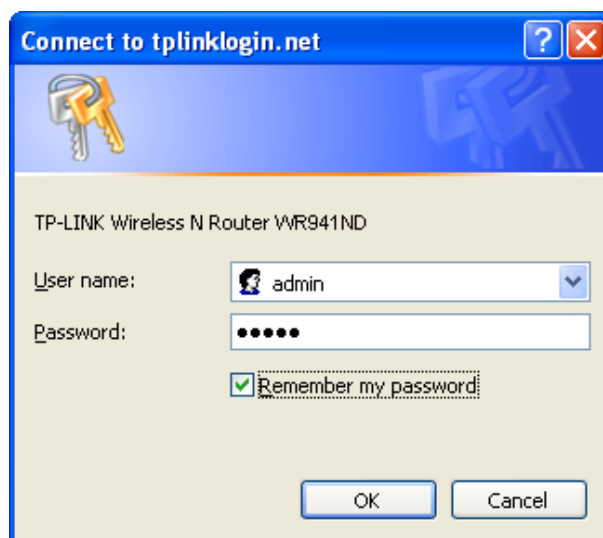 Connect to tplinklogin.net
TP-LINK Wireless N Router WR941ND
User name:
admin
Password:
•••••
Remember my password
OK
Cancel